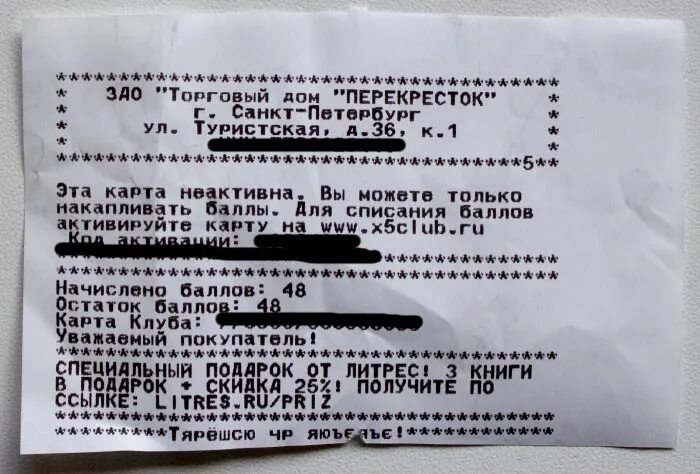 **********************************************
* ЗАО "Торговый дом "ПЕРЕКРЕСТОК" *
* г. Санкт-Петербург *
* ул. Туристская, д.36, к.1 *
*******************************************5**
Эта карта неактивна. Вы можете только
накапливать баллы. Для списания баллов
активируйте карту на www.x5club.ru
Код активации:
**********************************************
Начислено баллов: 48
Остаток баллов: 48
Карта Клуба:
Уважаемый покупатель!
**********************************************
СПЕЦИАЛЬНЫЙ ПОДАРОК ОТ ЛИТРЕС! 3 КНИГИ
В ПОДАРОК + СКИДКА 25%! ПОЛУЧИТЕ ПО
ССЫЛКЕ: LITRES.RU/PRIZ
**********************************************
**********Тярёшсю чр яюъєяъє!*************